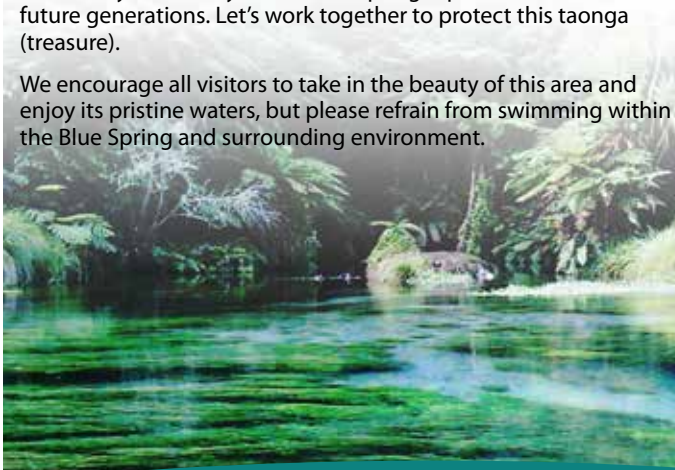 future generations. Let's work together to protect this taonga
(treasure).
We encourage all visitors to take in the beauty of this area and
enjoy its pristine waters, but please refrain from swimming within
the Blue Spring and surrounding environment.